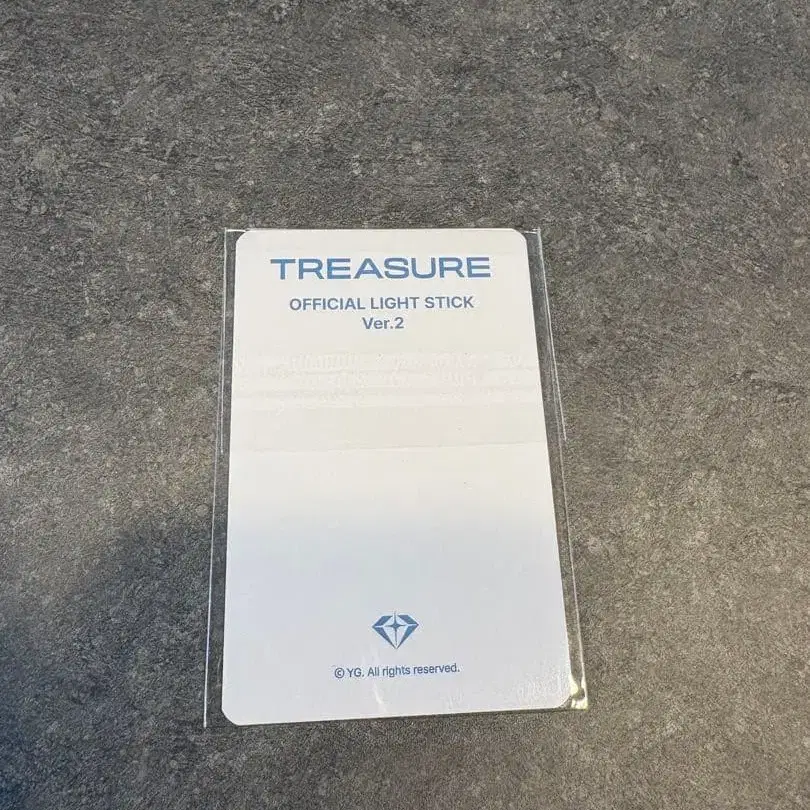 TREASURE
OFFICIAL LIGHT STICK
Ver.2
© YG. All rights reserved.